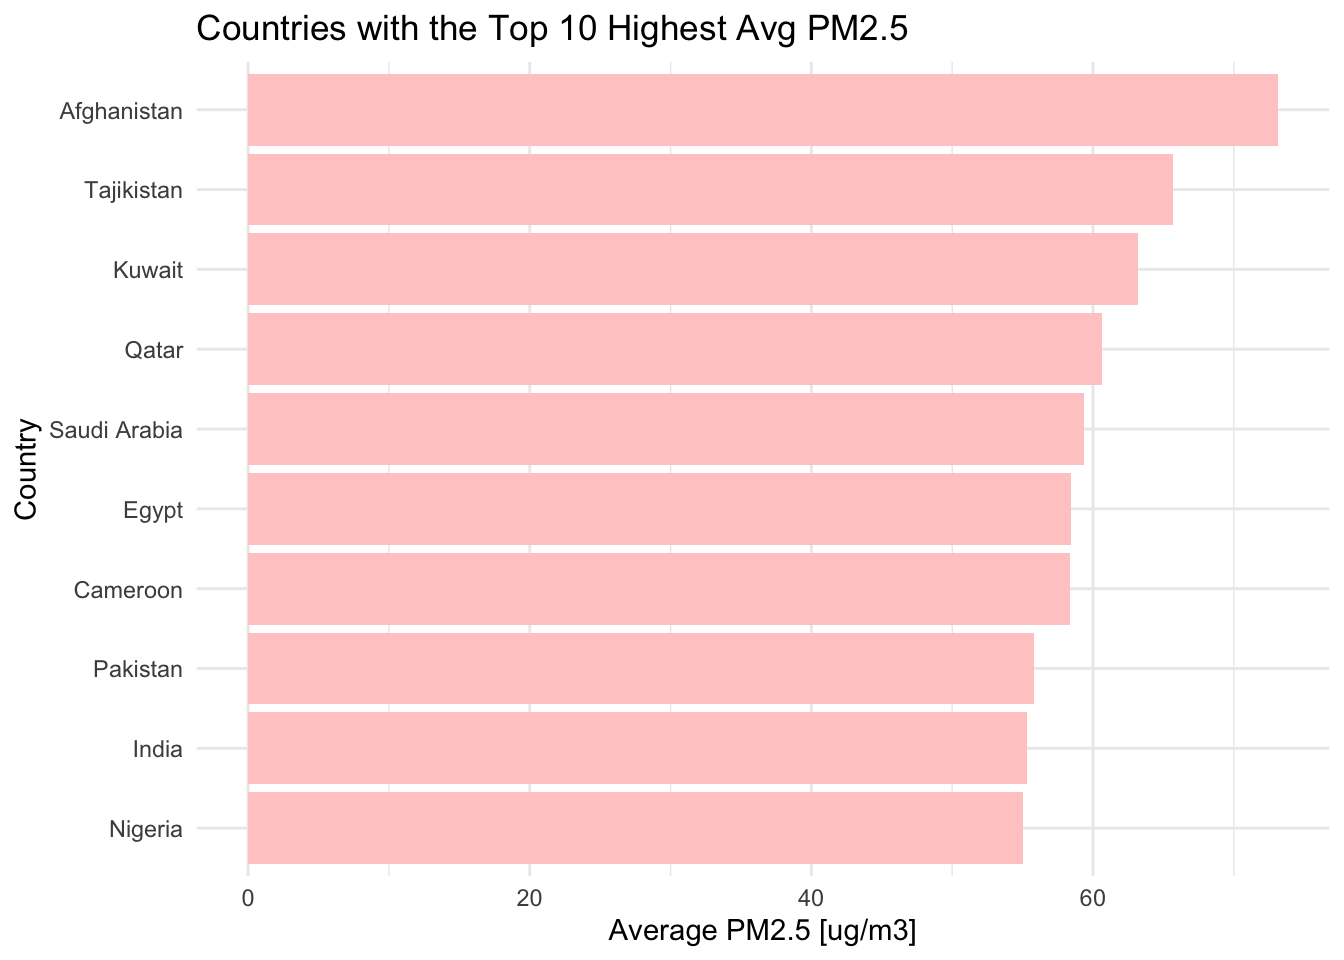 Countries with the Top 10 Highest Avg PM2.5
Country
Afghanistan
Tajikistan
Kuwait
Qatar
Saudi Arabia
Egypt
Cameroon
Pakistan
India
Nigeria
0 20 40 60
Average PM2.5 [ug/m3]